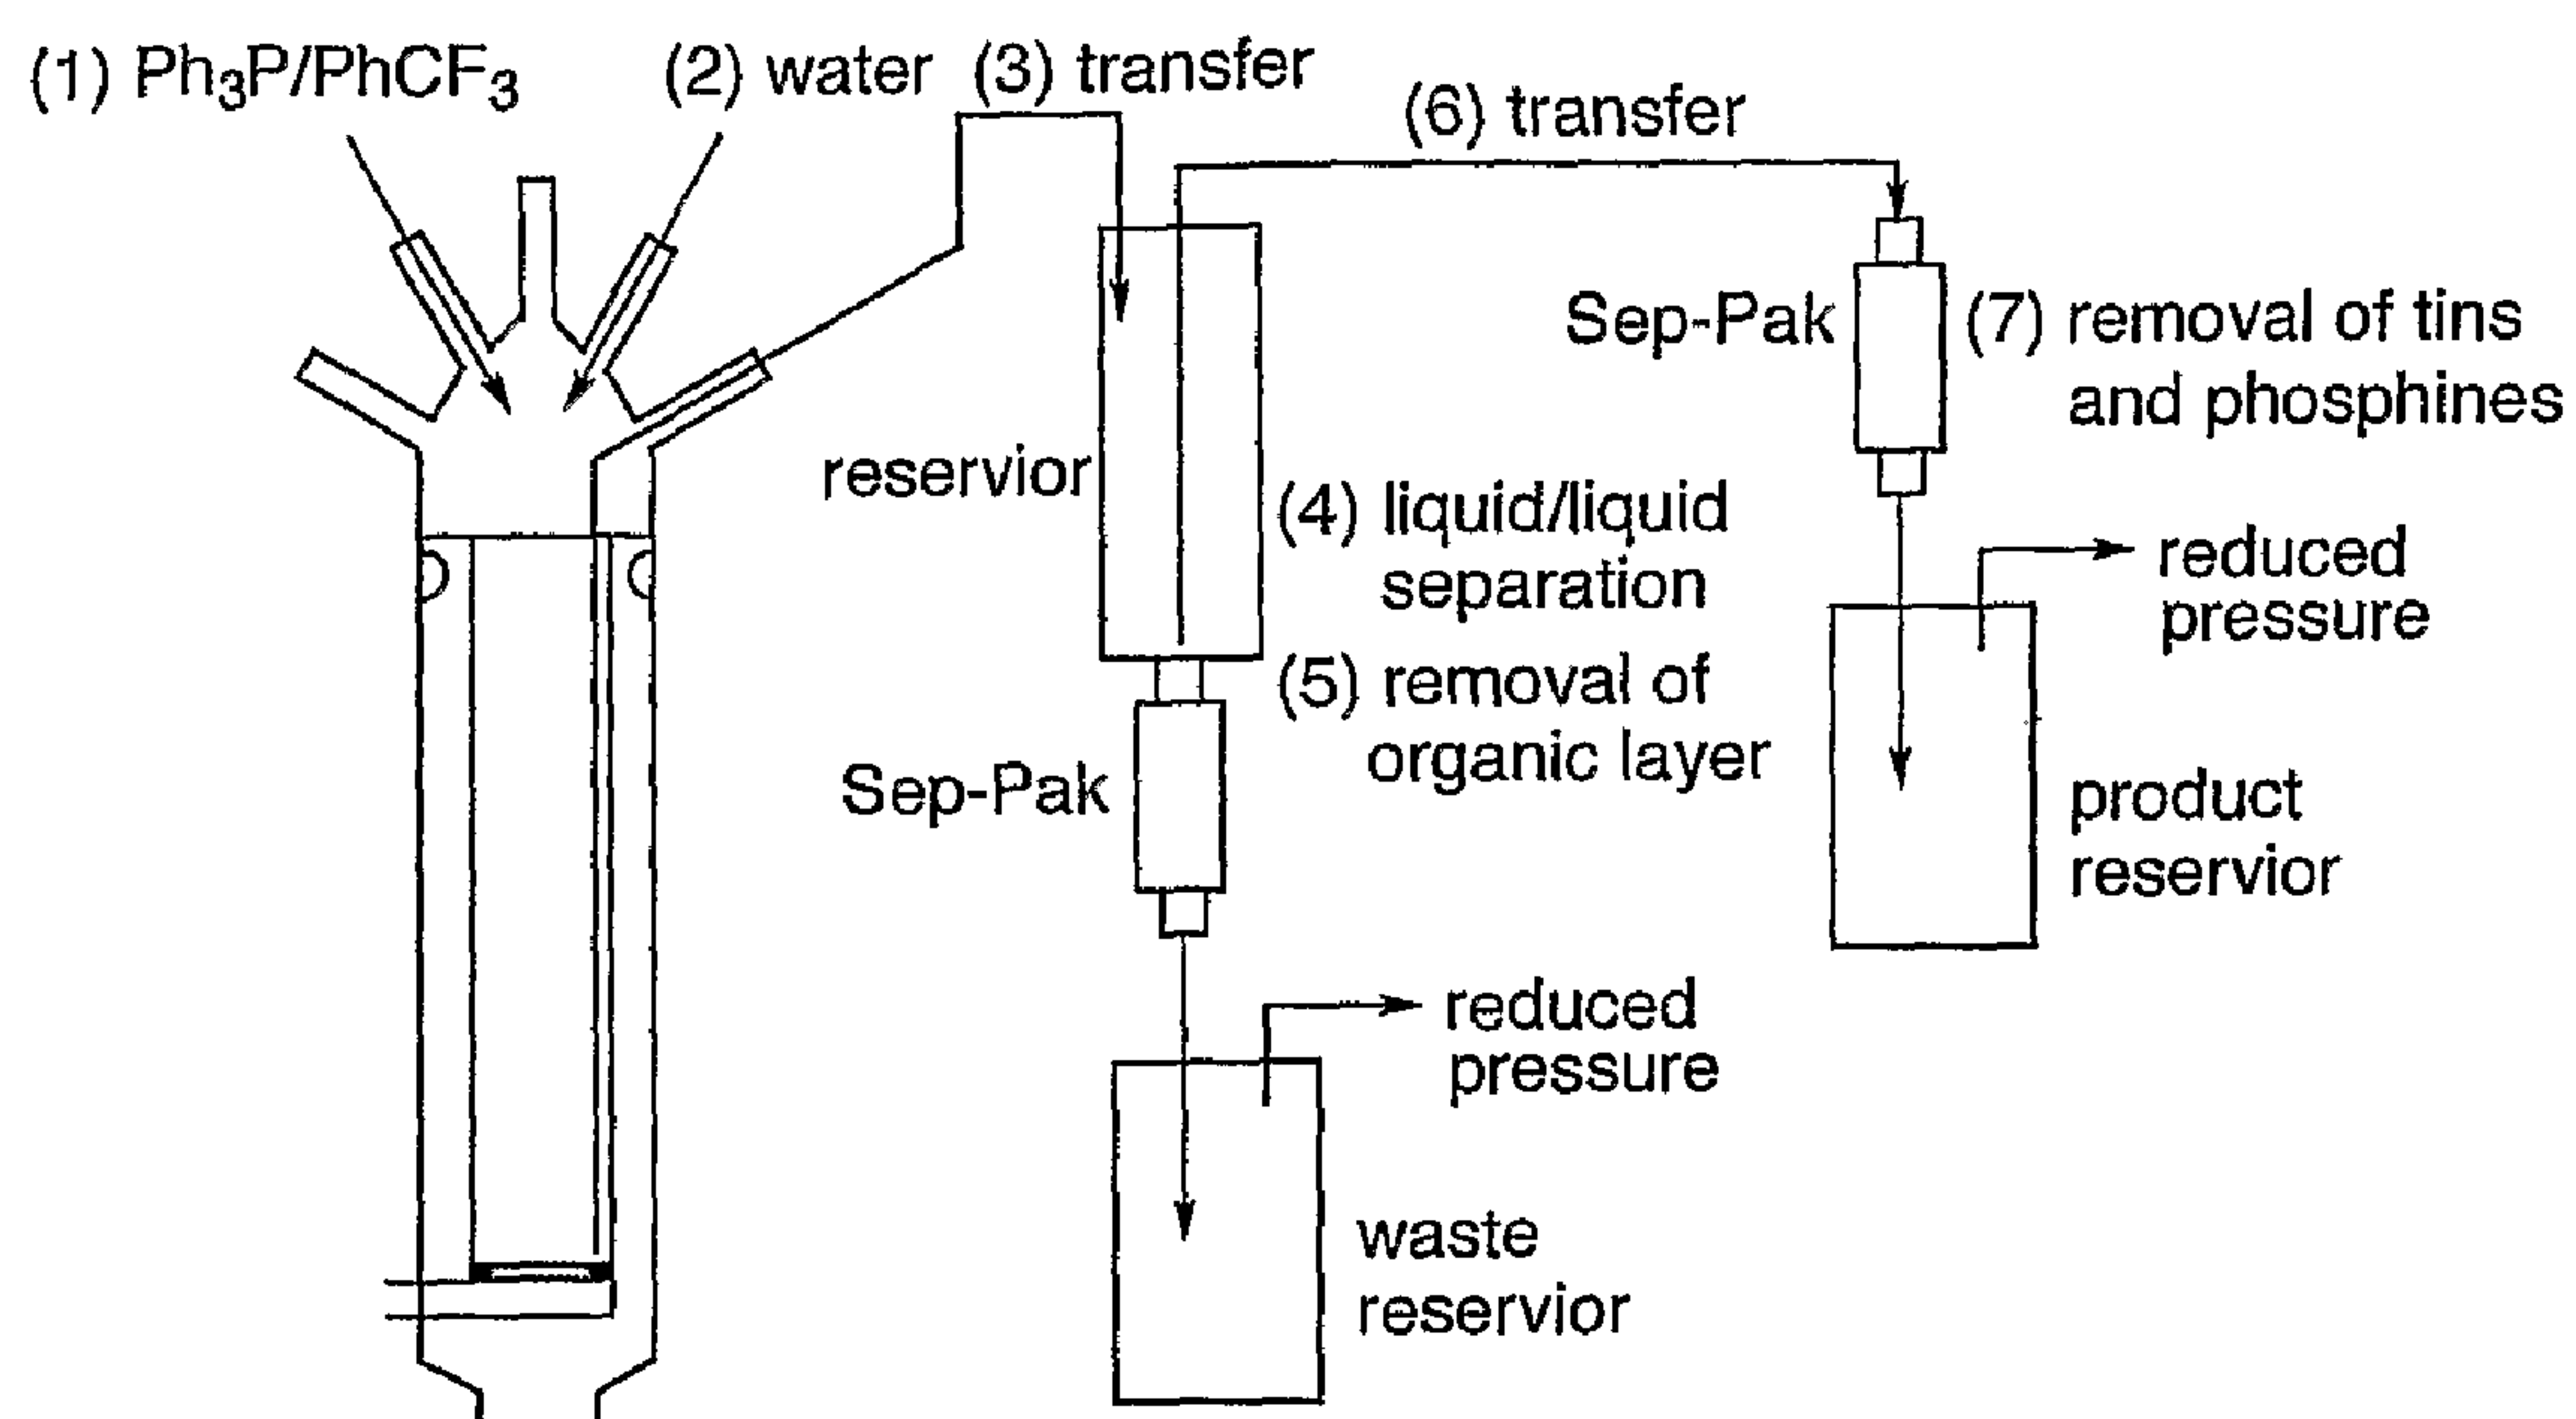 (1) Ph₃P/PhCF₃
(2) water
(3) transfer
(6) transfer
reservior
(4) liquid/liquid
separation
(5) removal of
organic layer
Sep-Pak
reduced
pressure
waste
reservior
Sep-Pak
(7) removal of tins
and phosphines
reduced
pressure
product
reservior